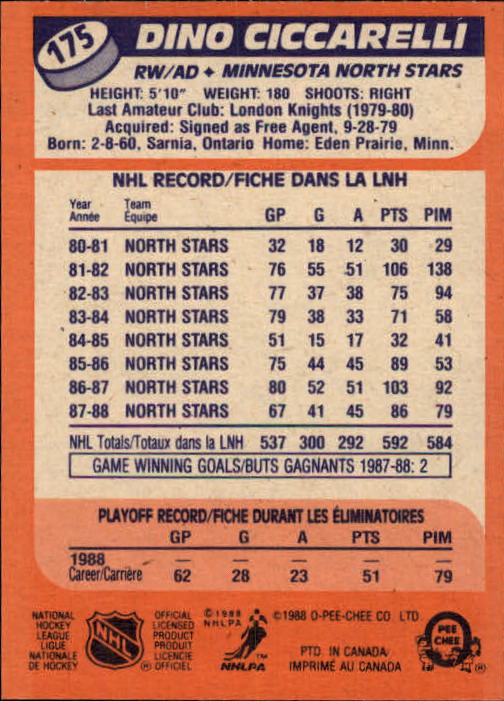 175
DINO CICCARELLI
RW/AD ✦ MINNESOTA NORTH STARS
HEIGHT: 5'10" WEIGHT: 180 SHOOTS: RIGHT
Last Amateur Club: London Knights (1979-80)
Acquired: Signed as Free Agent, 9-28-79
Born: 2-8-60, Sarnia, Ontario Home: Eden Prairie, Minn.
NHL RECORD/FICHE DANS LA LNH
Year Team
Année Équipe GP G A PTS PIM
80-81 NORTH STARS 32 18 12 30 29
81-82 NORTH STARS 76 55 51 106 138
82-83 NORTH STARS 77 37 38 75 94
83-84 NORTH STARS 79 38 33 71 58
84-85 NORTH STARS 51 15 17 32 41
85-86 NORTH STARS 75 44 45 89 53
86-87 NORTH STARS 80 52 51 103 92
87-88 NORTH STARS 67 41 45 86 79
NHL Totals/Totaux dans la LNH 537 300 292 592 584
GAME WINNING GOALS/BUTS GAGNANTS 1987-88: 2
PLAYOFF RECORD/FICHE DURANT LES ÉLIMINATOIRES
GP G A PTS PIM
1988 — — — — —
Career/Carrière 62 28 23 51 79
NATIONAL
HOCKEY
LEAGUE
LIGUE
NATIONALE
DE HOCKEY
NHL
®
OFFICIAL
LICENSED
PRODUCT
PRODUIT
LICENCIE
OFFICIEL
© 1988
NHLPA
NHLPA
™
© 1988 O-PEE-CHEE CO. LTD.
PTD. IN CANADA/
IMPRIMÉ AU CANADA
O
PEE
CHEE
®